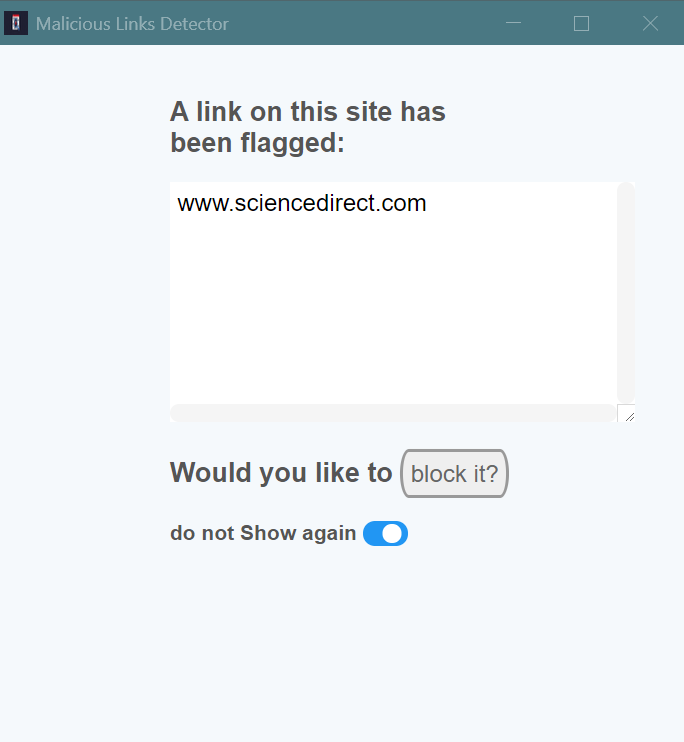 Malicious Links Detector
A link on this site has
been flagged:
www.sciencedirect.com
Would you like to block it?
do not Show again